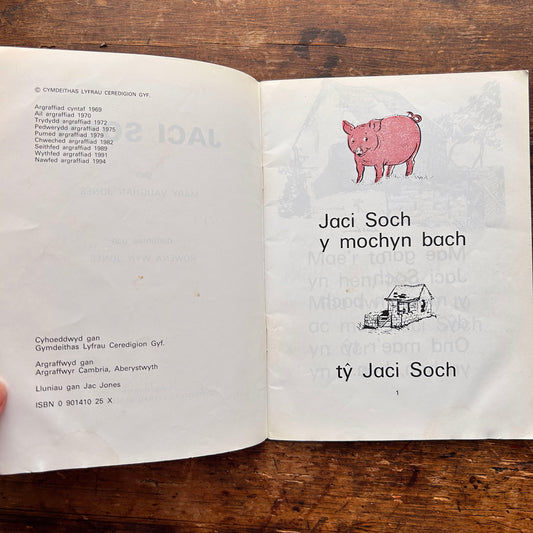 © CYMDEITHAS LYFRAU CEREDIGION GYF.
Argraffiad cyntaf 1969
Ail argraffiad 1970
Trydydd argraffiad 1972
Pedwerydd argraffiad 1975
Pumed argraffiad 1979
Chweched argraffiad 1982
Seithfed argraffiad 1989
Wythfed argraffiad 1991
Nawfed argraffiad 1994
Cyhoeddwyd gan
Gymdeithas Lyfrau Ceredigion Gyf.
Argraffwyd gan
Argraffwyr Cambria, Aberystwyth
Lluniau gan Jac Jones
ISBN 0 901410 25 X
Jaci Soch
y mochyn bach
tŷ Jaci Soch
1